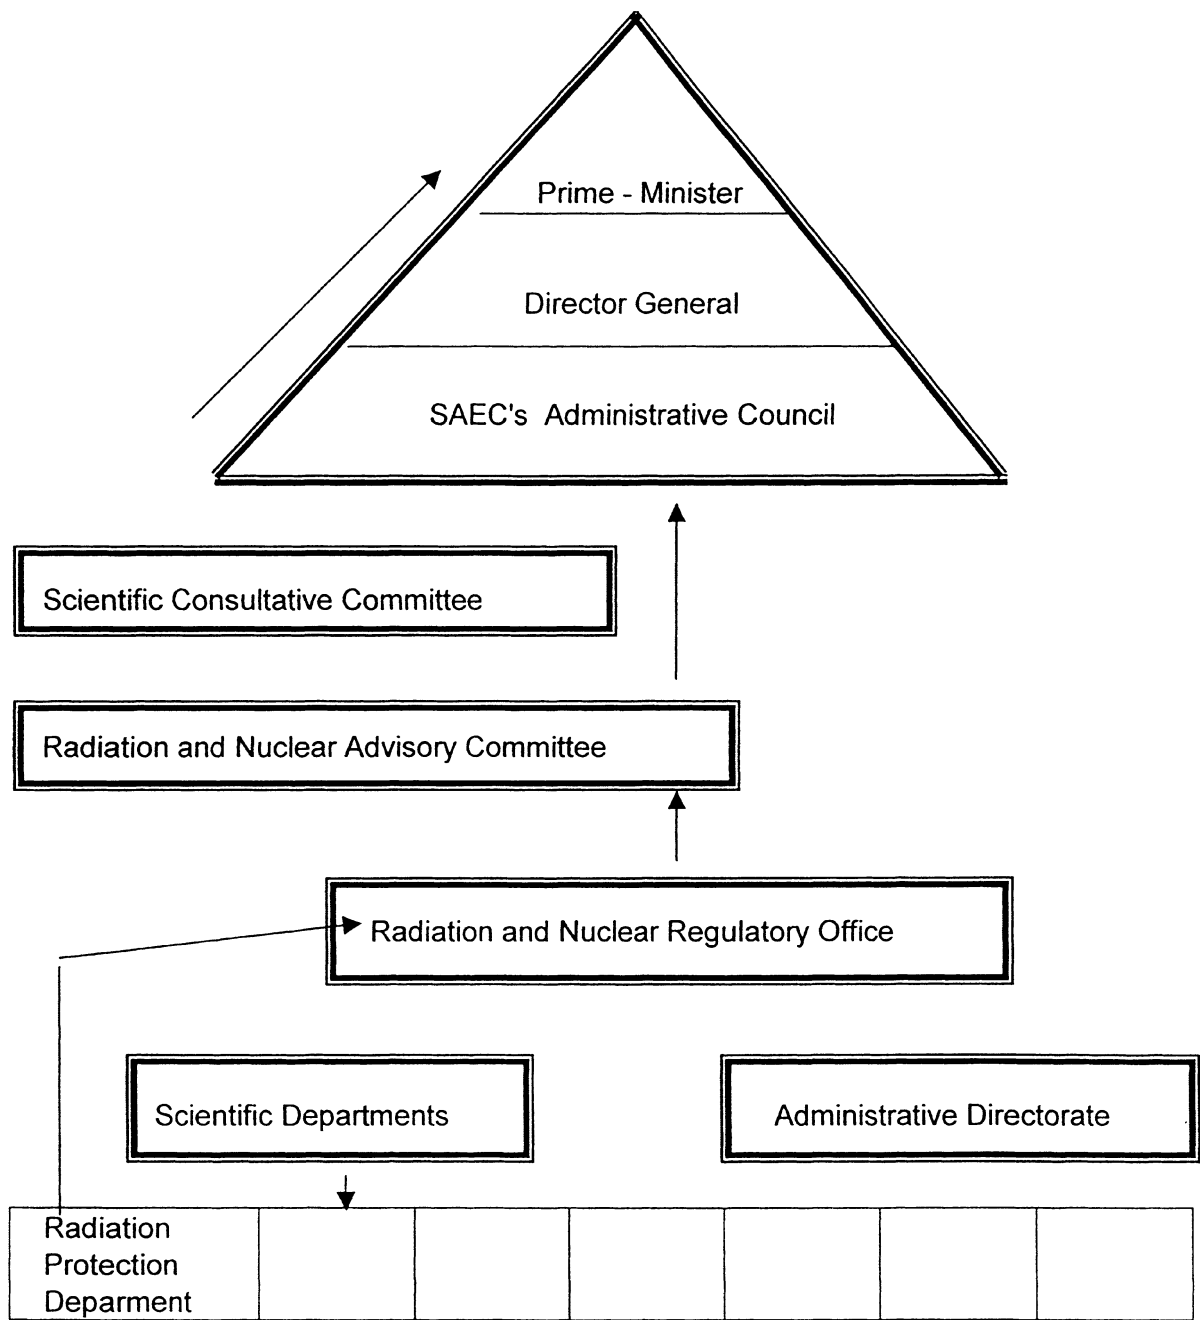 Prime - Minister
Director General
SAEC's Administrative Council
Scientific Consultative Committee
Radiation and Nuclear Advisory Committee
Radiation and Nuclear Regulatory Office
Scientific Departments
Administrative Directorate
Radiation
Protection
Deparment